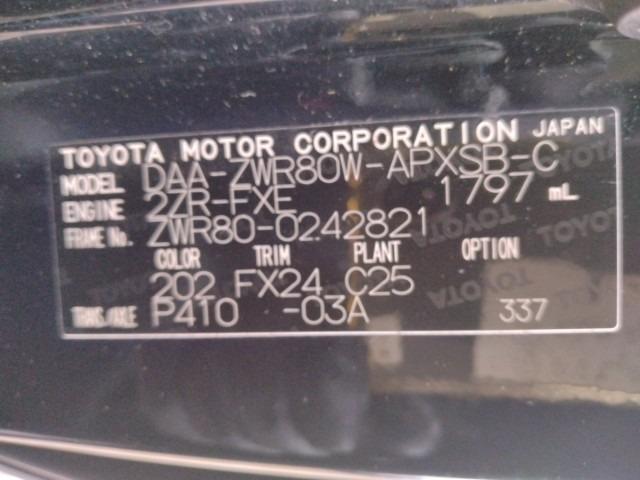 TOYOTA MOTOR CORPORATION JAPAN
MODEL DAA-ZWR80W-APXSB-C
ENGINE 2ZR-FXE 1797 mL
FRAME No. ZWR80-0242821
COLOR TRIM PLANT OPTION
202 FX24 C25
TRANS/AXLE P410 -03A 337